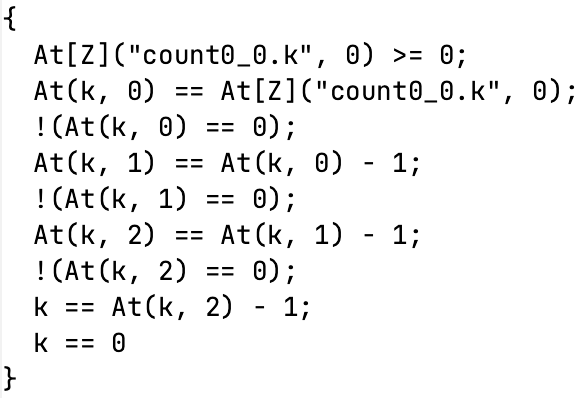 {
At[Z]("count0_0.k", 0) >= 0;
At(k, 0) == At[Z]("count0_0.k", 0);
!(At(k, 0) == 0);
At(k, 1) == At(k, 0) - 1;
!(At(k, 1) == 0);
At(k, 2) == At(k, 1) - 1;
!(At(k, 2) == 0);
k == At(k, 2) - 1;
k == 0
}